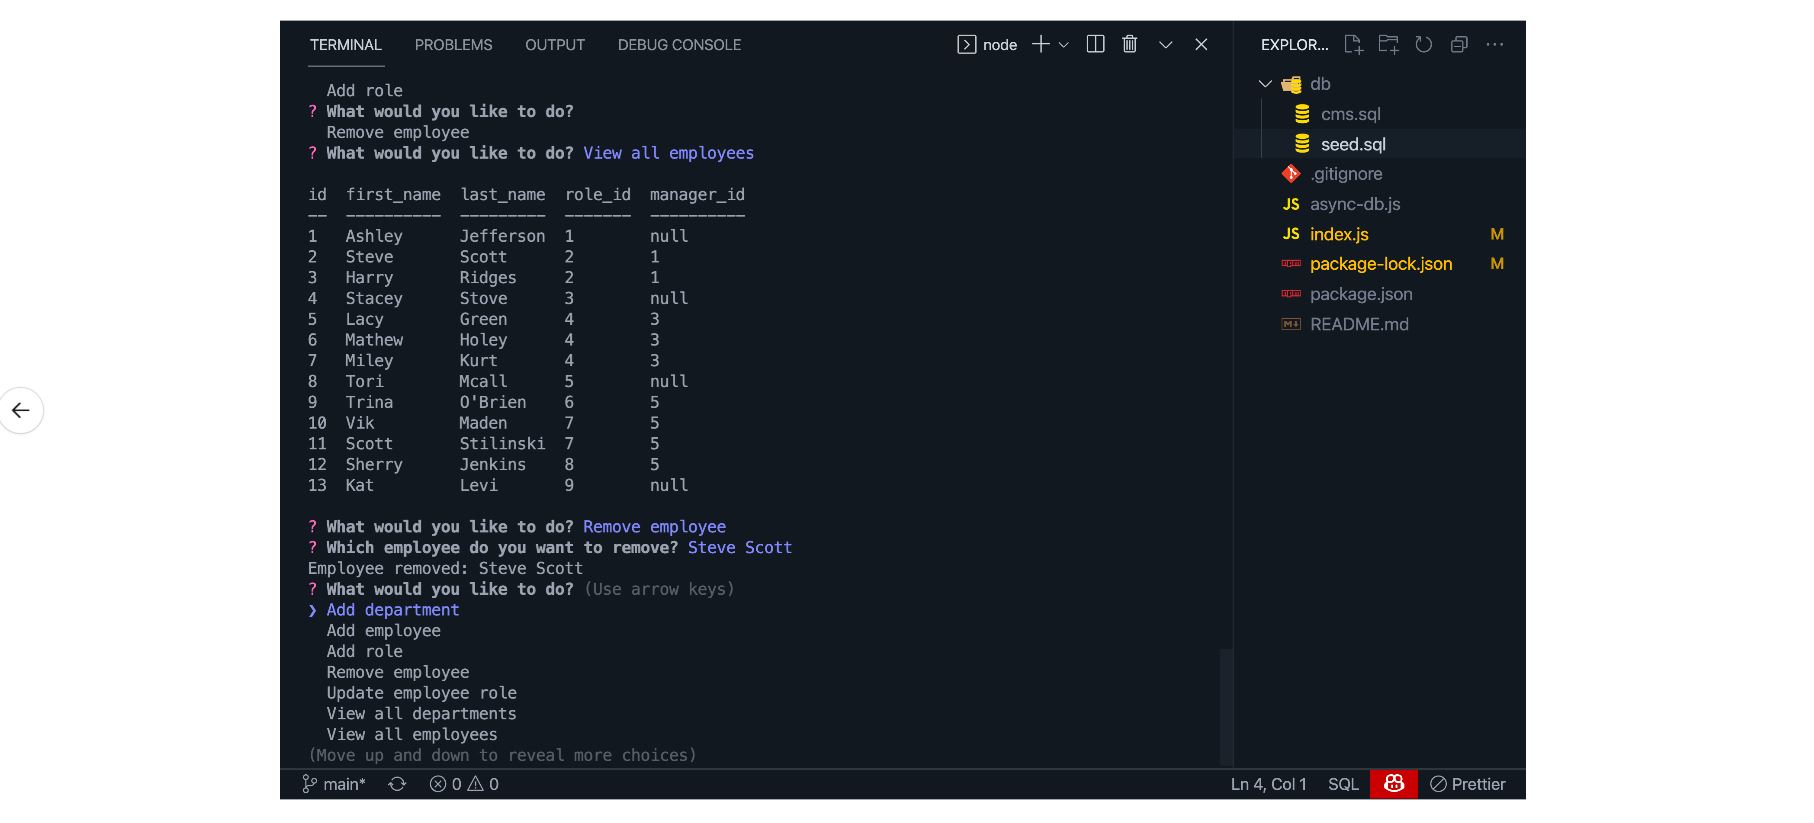 TERMINAL PROBLEMS OUTPUT DEBUG CONSOLE node
Add role
? What would you like to do?
Remove employee
? What would you like to do? View all employees
id first_name last_name role_id manager_id
-- ---------- --------- ------- ----------
1 Ashley Jefferson 1 null
2 Steve Scott 2 1
3 Harry Ridges 2 1
4 Stacey Stove 3 null
5 Lacy Green 4 3
6 Mathew Holey 4 3
7 Miley Kurt 4 3
8 Tori Mcall 5 null
9 Trina O'Brien 6 5
10 Vik Maden 7 5
11 Scott Stilinski 7 5
12 Sherry Jenkins 8 5
13 Kat Levi 9 null
? What would you like to do? Remove employee
? Which employee do you want to remove? Steve Scott
Employee removed: Steve Scott
? What would you like to do? (Use arrow keys)
❯ Add department
Add employee
Add role
Remove employee
Update employee role
View all departments
View all employees
(Move up and down to reveal more choices)
EXPLOR...
db
cms.sql
seed.sql
.gitignore
JS async-db.js
JS index.js M
npm package-lock.json M
npm package.json
M↓ README.md
main* 0 0 Ln 4, Col 1 SQL Prettier